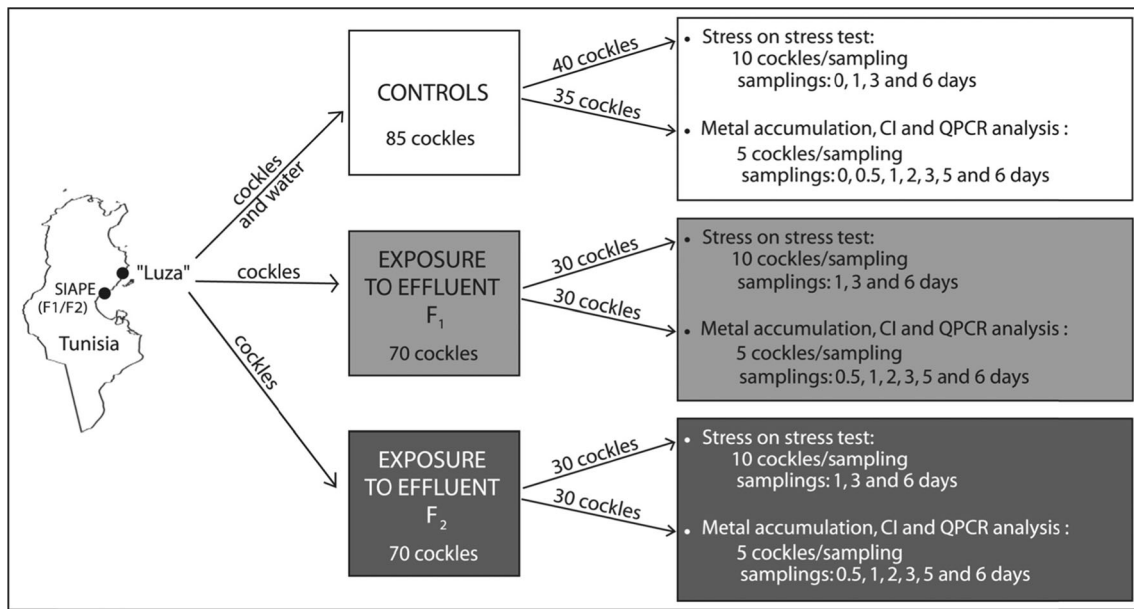 cockles
and water
cockles
cockles
"Luza"
SIAPE
(F1/F2)
Tunisia
CONTROLS
85 cockles
40 cockles
35 cockles
• Stress on stress test:
10 cockles/sampling
samplings: 0, 1, 3 and 6 days
• Metal accumulation, CI and QPCR analysis :
5 cockles/sampling
samplings: 0, 0.5, 1, 2, 3, 5 and 6 days
EXPOSURE
TO EFFLUENT
F1
70 cockles
30 cockles
30 cockles
• Stress on stress test:
10 cockles/sampling
samplings: 1, 3 and 6 days
• Metal accumulation, CI and QPCR analysis :
5 cockles/sampling
samplings: 0.5, 1, 2, 3, 5 and 6 days
EXPOSURE
TO EFFLUENT
F2
70 cockles
30 cockles
30 cockles
• Stress on stress test:
10 cockles/sampling
samplings: 1, 3 and 6 days
• Metal accumulation, CI and QPCR analysis :
5 cockles/sampling
samplings: 0.5, 1, 2, 3, 5 and 6 days